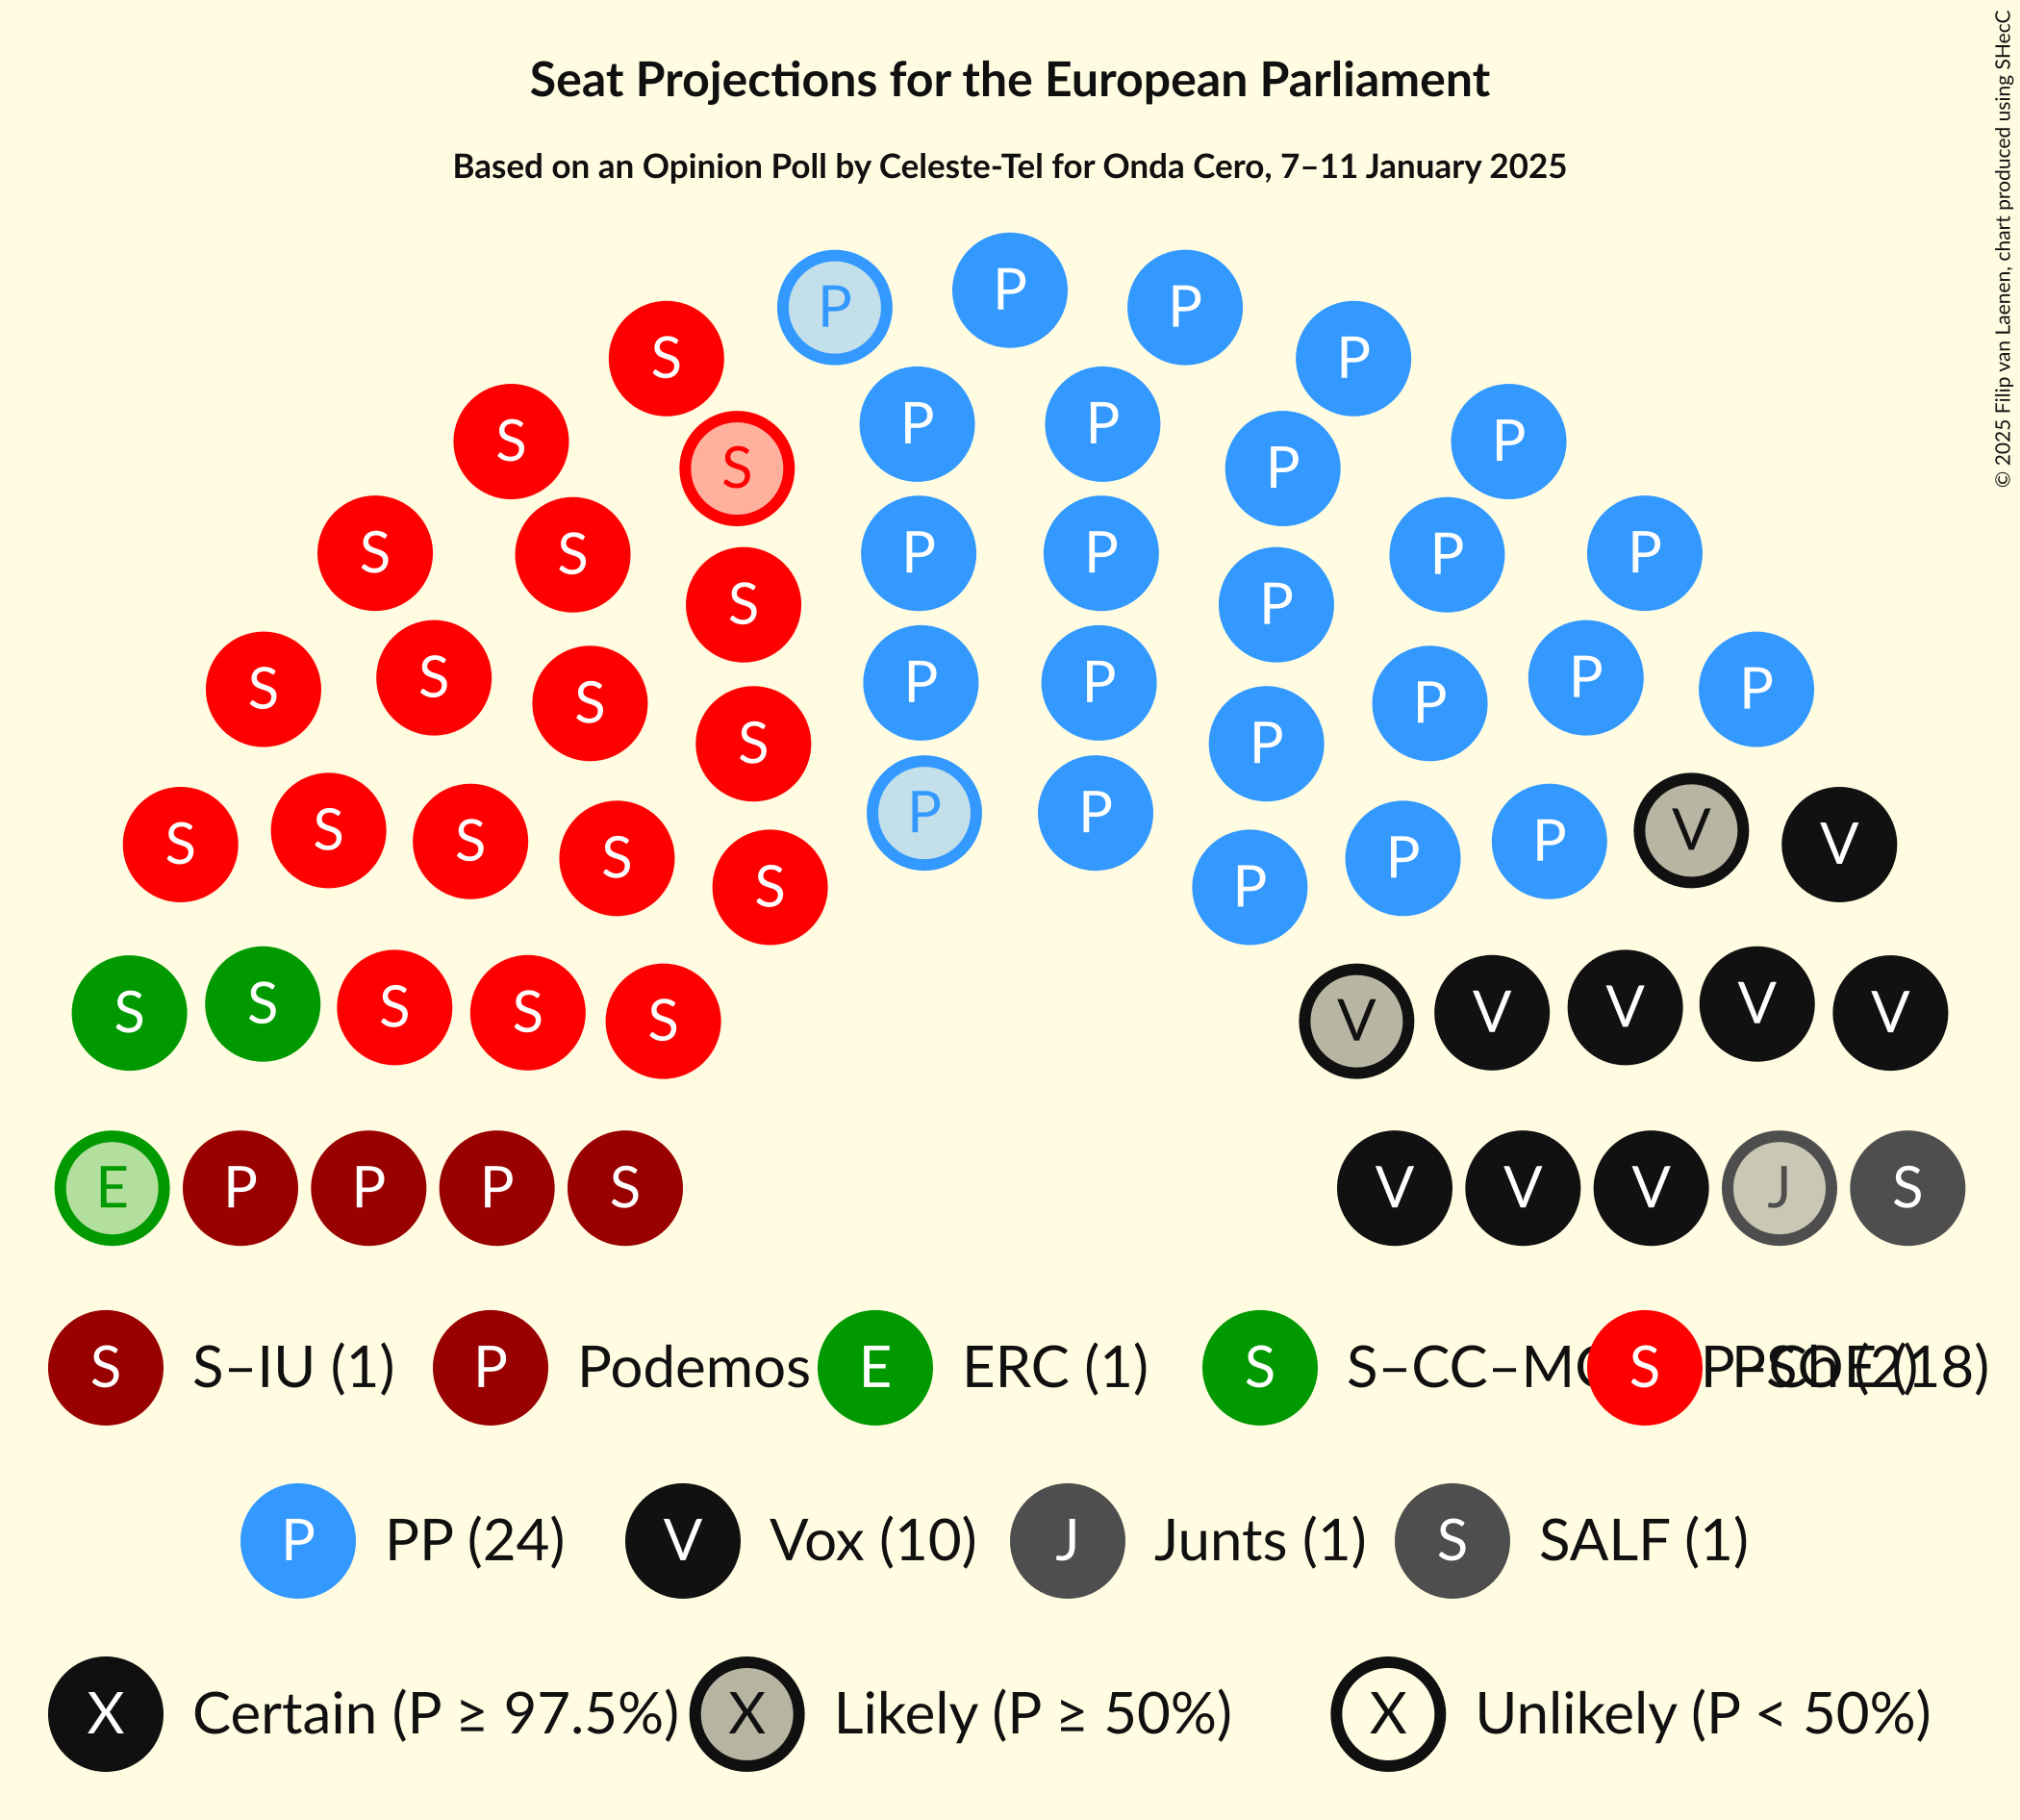 Seat Projections for the European Parliament
Based on an Opinion Poll by Celeste-Tel for Onda Cero, 7–11 January 2025
© 2025 Filip van Laenen, chart produced using SHecC
P P P
S P
S P P P
S P
S S P P P P
S P
S S S P P P P P
S P
S S S S P P P P V V
S P
S S S S S V V V V V
E P P P S V V V J S
S S–IU (1) P Podemos E ERC (1) S S PSOE (18)
P PP (24) V Vox (10) J Junts (1) S SALF (1)
X Certain (P ≥ 97.5%) X Likely (P ≥ 50%) X Unlikely (P < 50%)